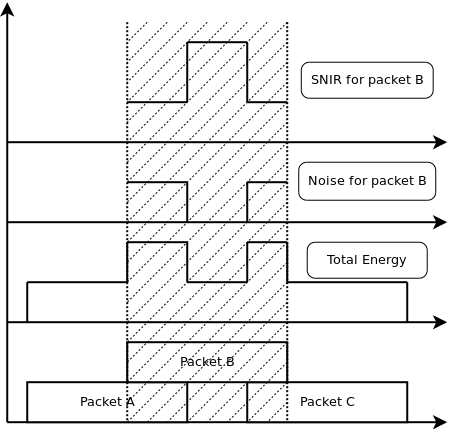 SNIR for packet B
Noise for packet B
Total Energy
Packet B
Packet A
Packet C